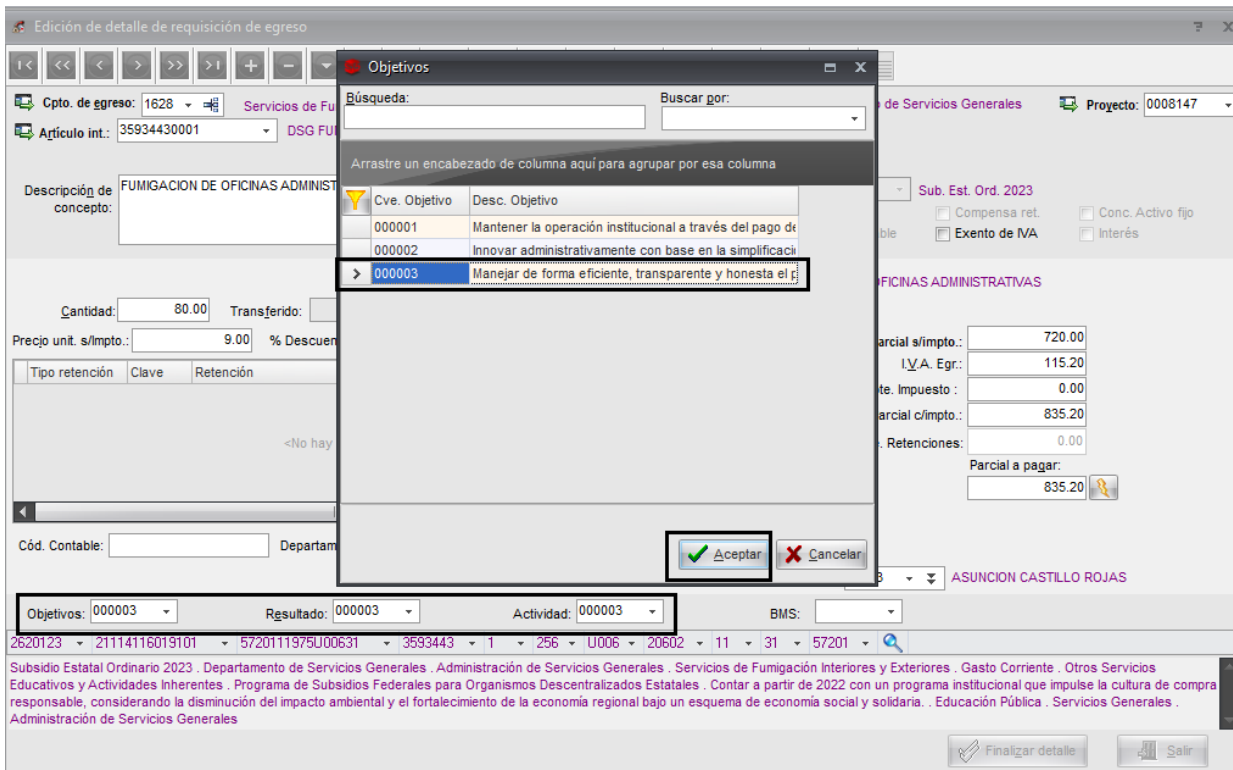 Edición de detalle de requisición de egreso
Objetivos
Cpto. de egreso: 1628
Servicios de Fu
Búsqueda:
Buscar por:
o de Servicios Generales
Proyecto: 0008147
Artículo int.: 35934430001
DSG FU
Arrastre un encabezado de columna aquí para agrupar por esa columna
Descripción de concepto:
FUMIGACION DE OFICINAS ADMINIST
Cve. Objetivo
Desc. Objetivo
Sub. Est. Ord. 2023
000001
Mantener la operación institucional a través del pago de
Compensa ret.
Conc. Activo fijo
000002
Innovar administrativamente con base en la simplificació
ble
Exento de IVA
Interés
000003
Manejar de forma eficiente, transparente y honesta el p
FICINAS ADMINISTRATIVAS
Cantidad: 80.00
Transferido:
Precio unit. s/Impto.: 9.00
% Descuen
arcial s/impto.: 720.00
Tipo retención
Clave
Retención
I.V.A. Egr.: 115.20
te. Impuesto : 0.00
arcial c/impto.: 835.20
<No hay
. Retenciones: 0.00
Parcial a pagar:
835.20
Cód. Contable:
Departam
Aceptar
Cancelar
ASUNCION CASTILLO ROJAS
Objetivos: 000003
Resultado: 000003
Actividad: 000003
BMS:
2620123 21114116019101 5720111975U00631 3593443 1 256 U006 20602 11 31 57201
Subsidio Estatal Ordinario 2023 . Departamento de Servicios Generales . Administración de Servicios Generales . Servicios de Fumigación Interiores y Exteriores . Gasto Corriente . Otros Servicios
Educativos y Actividades Inherentes . Programa de Subsidios Federales para Organismos Descentralizados Estatales . Contar a partir de 2022 con un programa institucional que impulse la cultura de compra
responsable, considerando la disminución del impacto ambiental y el fortalecimiento de la economía regional bajo un esquema de economía social y solidaria. . Educación Pública . Servicios Generales .
Administración de Servicios Generales
Finalizar detalle
Salir